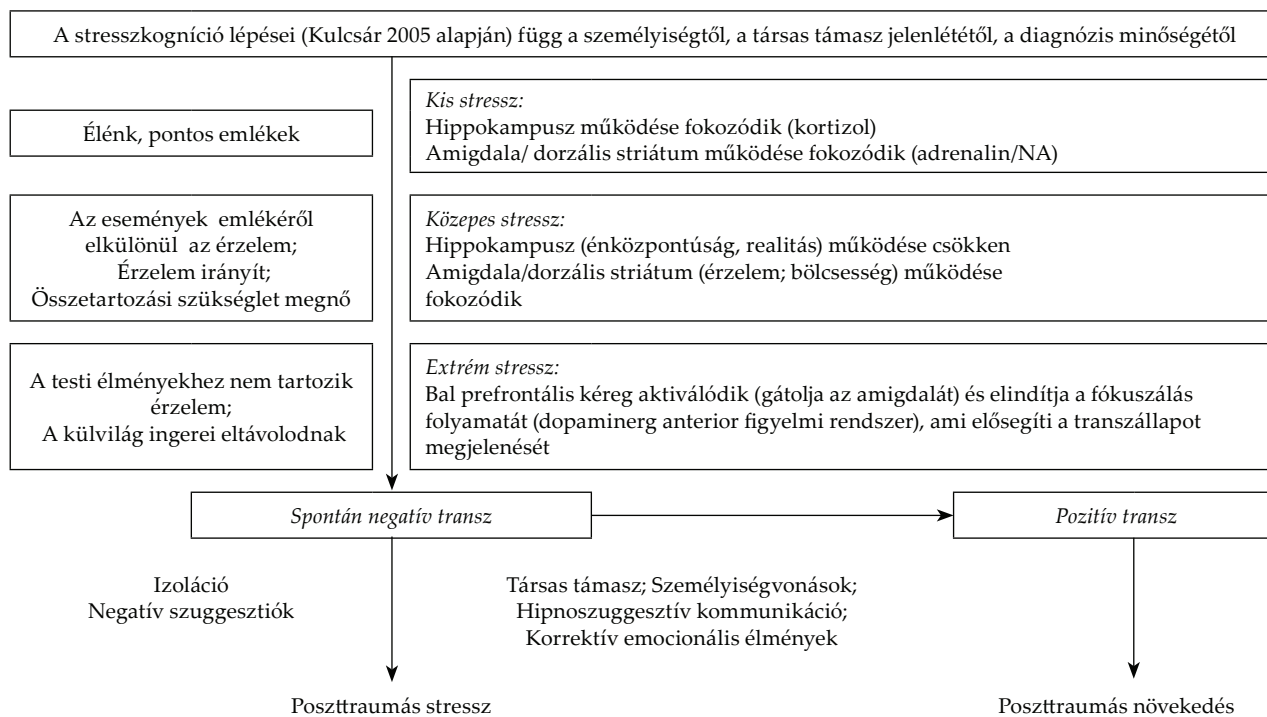 A stresszkogníció lépései (Kulcsár 2005 alapján) függ a személyiségtől, a társas támasz jelenlététől, a diagnózis minőségétől
Élénk, pontos emlékek
Kis stressz:
Hippokampusz működése fokozódik (kortizol)
Amigdala/ dorzális striátum működése fokozódik (adrenalin/NA)
Az események emlékéről
elkülönül az érzelem;
Érzelem irányít;
Összetartozási szükséglet megnő
Közepes stressz:
Hippokampusz (énközpontúság, realitás) működése csökken
Amigdala/dorzális striátum (érzelem; bölcsesség) működése
fokozódik
A testi élményekhez nem tartozik
érzelem;
A külvilág ingerei eltávolodnak
Extrém stressz:
Bal prefrontális kéreg aktiválódik (gátolja az amigdalát) és elindítja a fókuszálás
folyamatát (dopaminerg anterior figyelmi rendszer), ami elősegíti a transzállapot
megjelenését
Spontán negatív transz
Pozitív transz
Izoláció
Negatív szuggesztiók
Társas támasz; Személyiségvonások;
Hipnoszuggesztív kommunikáció;
Korrektív emocionális élmények
Poszttraumás stressz
Poszttraumás növekedés